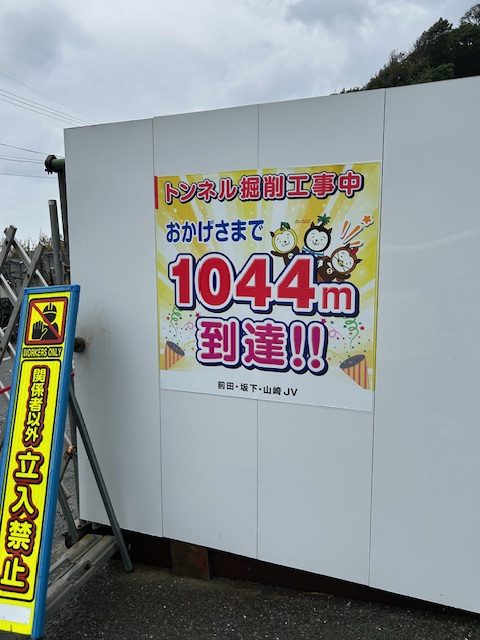 トンネル掘削工事中
おかげさまで
1044m
到達!!
前田・坂下・山崎JV
WORKERS ONLY
関係者以外
立入禁止